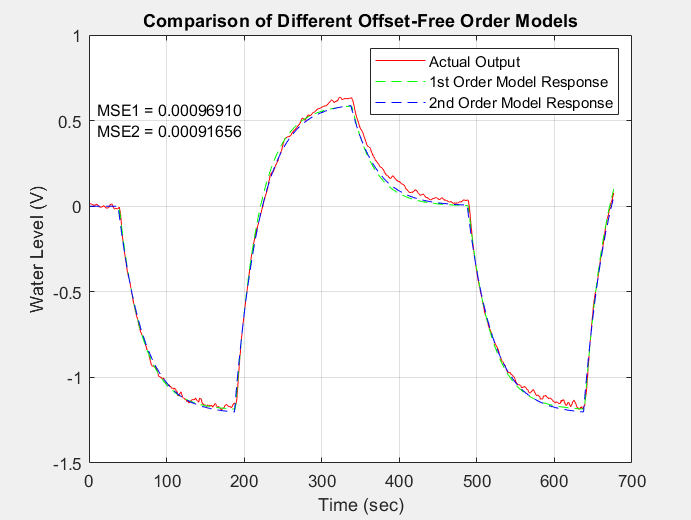 Comparison of Different Offset-Free Order Models
1
0.5
0
-0.5
-1
-1.5
Water Level (V)
MSE1 = 0.00096910
MSE2 = 0.00091656
Actual Output
1st Order Model Response
2nd Order Model Response
0 100 200 300 400 500 600 700
Time (sec)